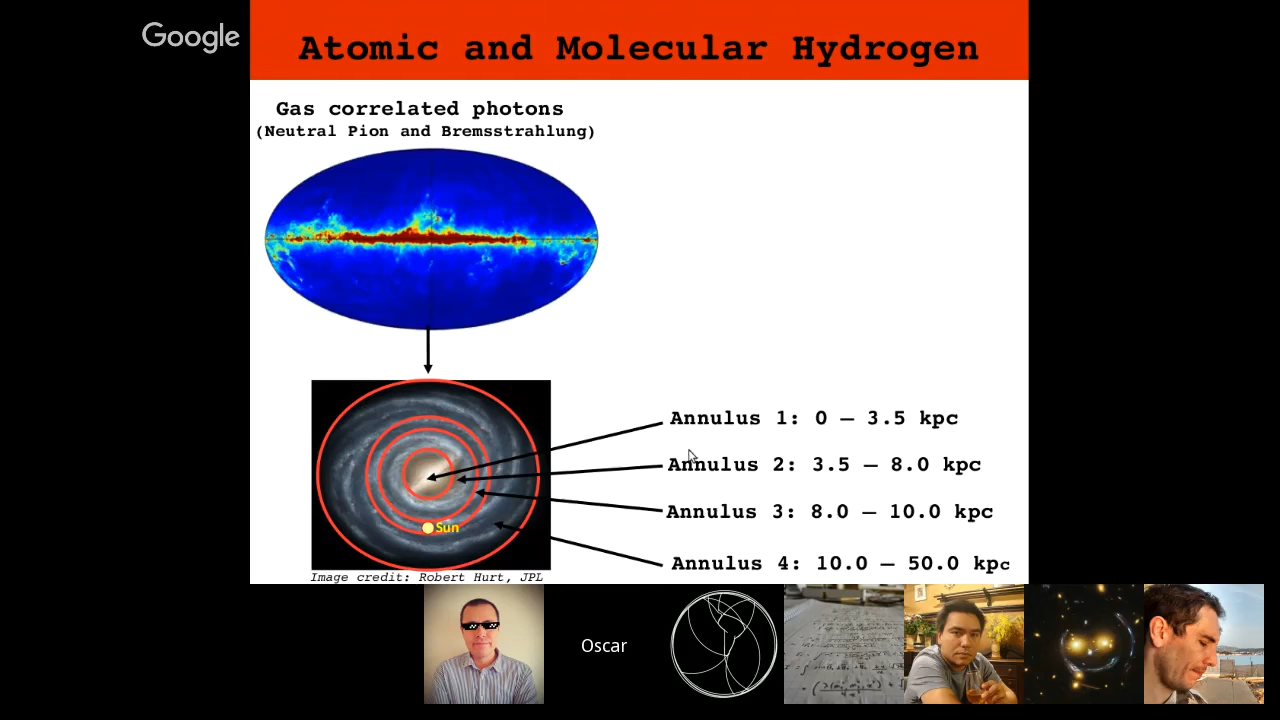 Google
Atomic and Molecular Hydrogen
Gas correlated photons
(Neutral Pion and Bremsstrahlung)
Annulus 1: 0 – 3.5 kpc
Annulus 2: 3.5 – 8.0 kpc
Annulus 3: 8.0 – 10.0 kpc
Sun
Annulus 4: 10.0 – 50.0 kpc
Image credit: Robert Hurt, JPL
Oscar